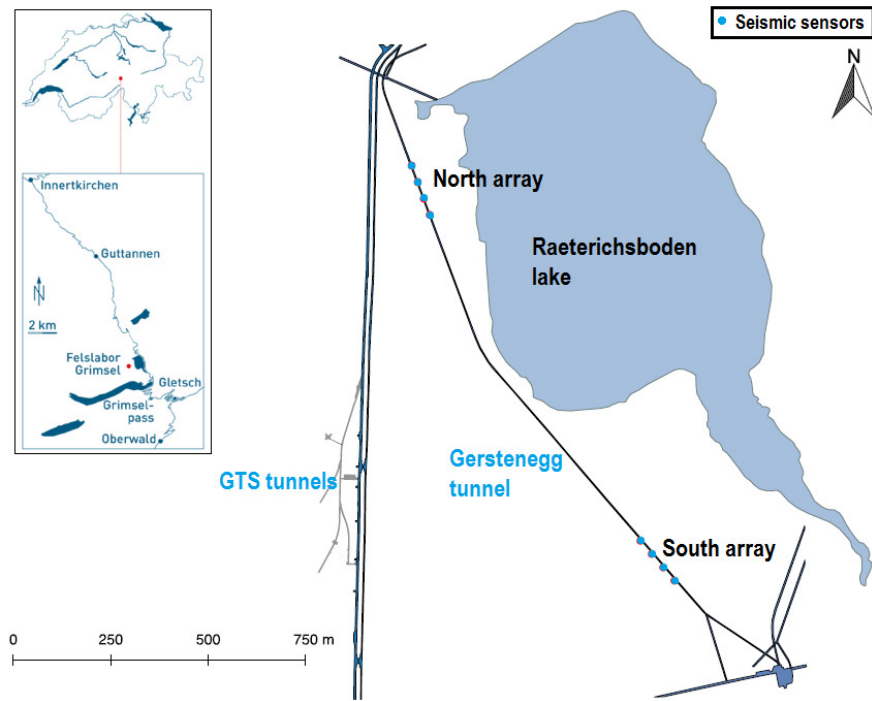 Seismic sensors
N
North array
Raeterichsboden
lake
Innertkirchen
Guttannen
N
2 km
Felslabor
Grimsel
Gletsch
Grimsel-
pass
Oberwald
GTS tunnels
Gerstenegg
tunnel
South array
0 250 500 750 m